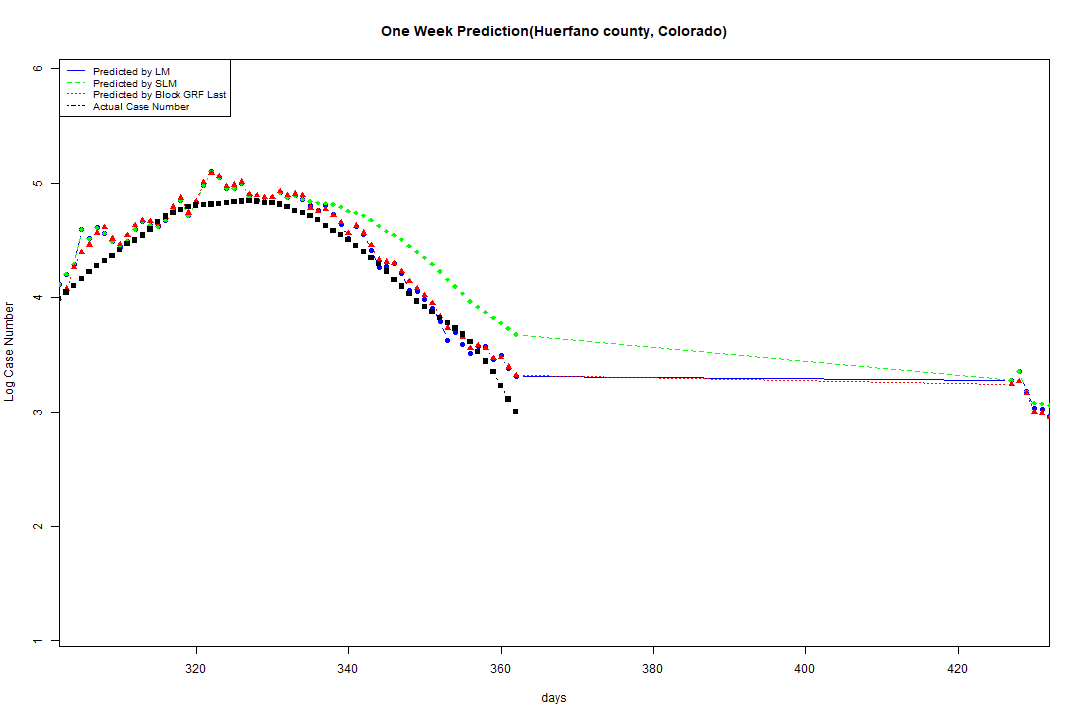 One Week Prediction(Huerfano county, Colorado)
Predicted by LM
Predicted by SLM
Predicted by Block GRF Last
Actual Case Number
6
5
4
3
2
1
Log Case Number
320 340 360 380 400 420
days